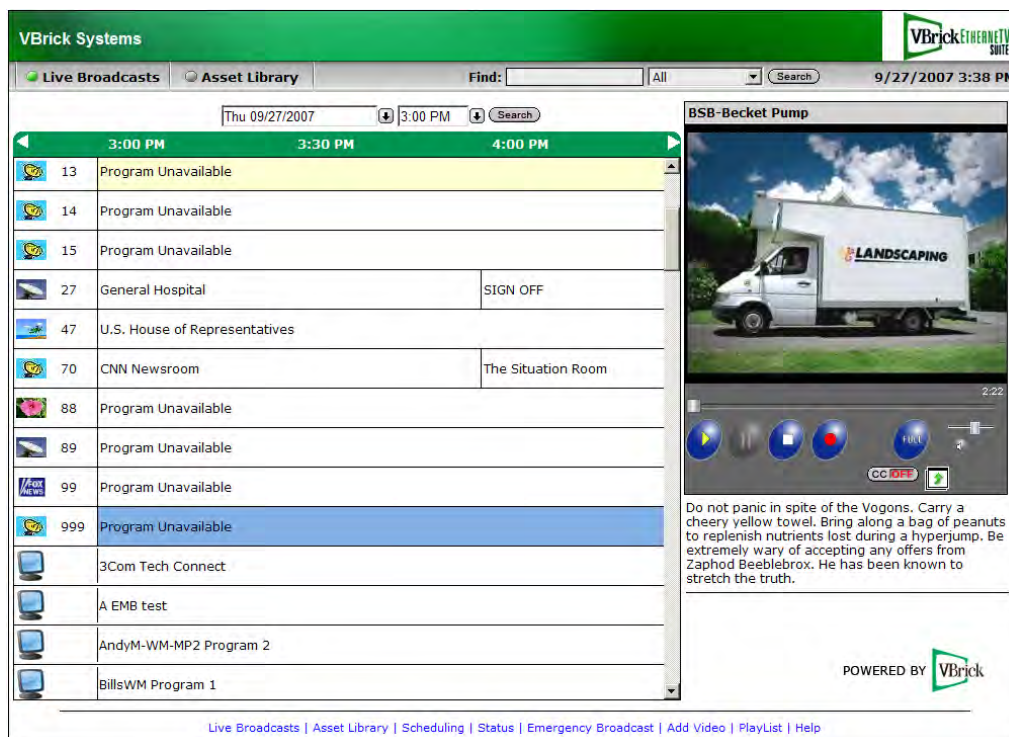 VBrick Systems
VBrick ETHERNETV
SUITE
Live Broadcasts
Asset Library
Find:
All
Search
9/27/2007 3:38 PM
Thu 09/27/2007
3:00 PM
Search
BSB-Becket Pump
3:00 PM
3:30 PM
4:00 PM
13
Program Unavailable
14
Program Unavailable
15
Program Unavailable
27
General Hospital
SIGN OFF
47
U.S. House of Representatives
70
CNN Newsroom
The Situation Room
88
Program Unavailable
89
Program Unavailable
FOX
NEWS
99
Program Unavailable
999
Program Unavailable
3Com Tech Connect
A EMB test
AndyM-WM-MP2 Program 2
BillsWM Program 1
LANDSCAPING
2:22
FULL
CC OFF
Do not panic in spite of the Vogons. Carry a
cheery yellow towel. Bring along a bag of peanuts
to replenish nutrients lost during a hyperjump. Be
extremely wary of accepting any offers from
Zaphod Beeblebrox. He has been known to
stretch the truth.
POWERED BY VBrick
Live Broadcasts | Asset Library | Scheduling | Status | Emergency Broadcast | Add Video | PlayList | Help